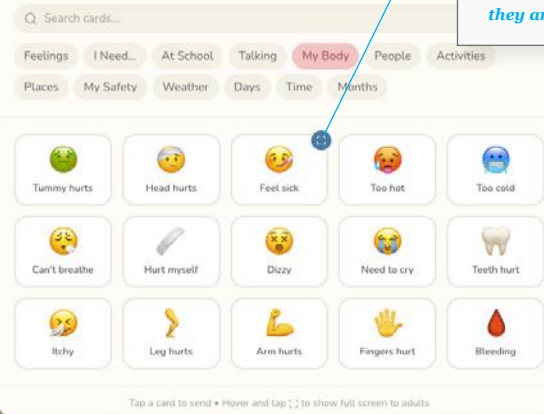 they ar
Search cards...
Feelings I Need... At School Talking My Body People Activities
Places My Safety Weather Days Time Months
Tummy hurts Head hurts Feel sick Too hot Too cold
Can't breathe Hurt myself Dizzy Need to cry Teeth hurt
Itchy Leg hurts Arm hurts Fingers hurt Bleeding
Tap a card to send • Hover and tap ⛶ to show full screen to adults